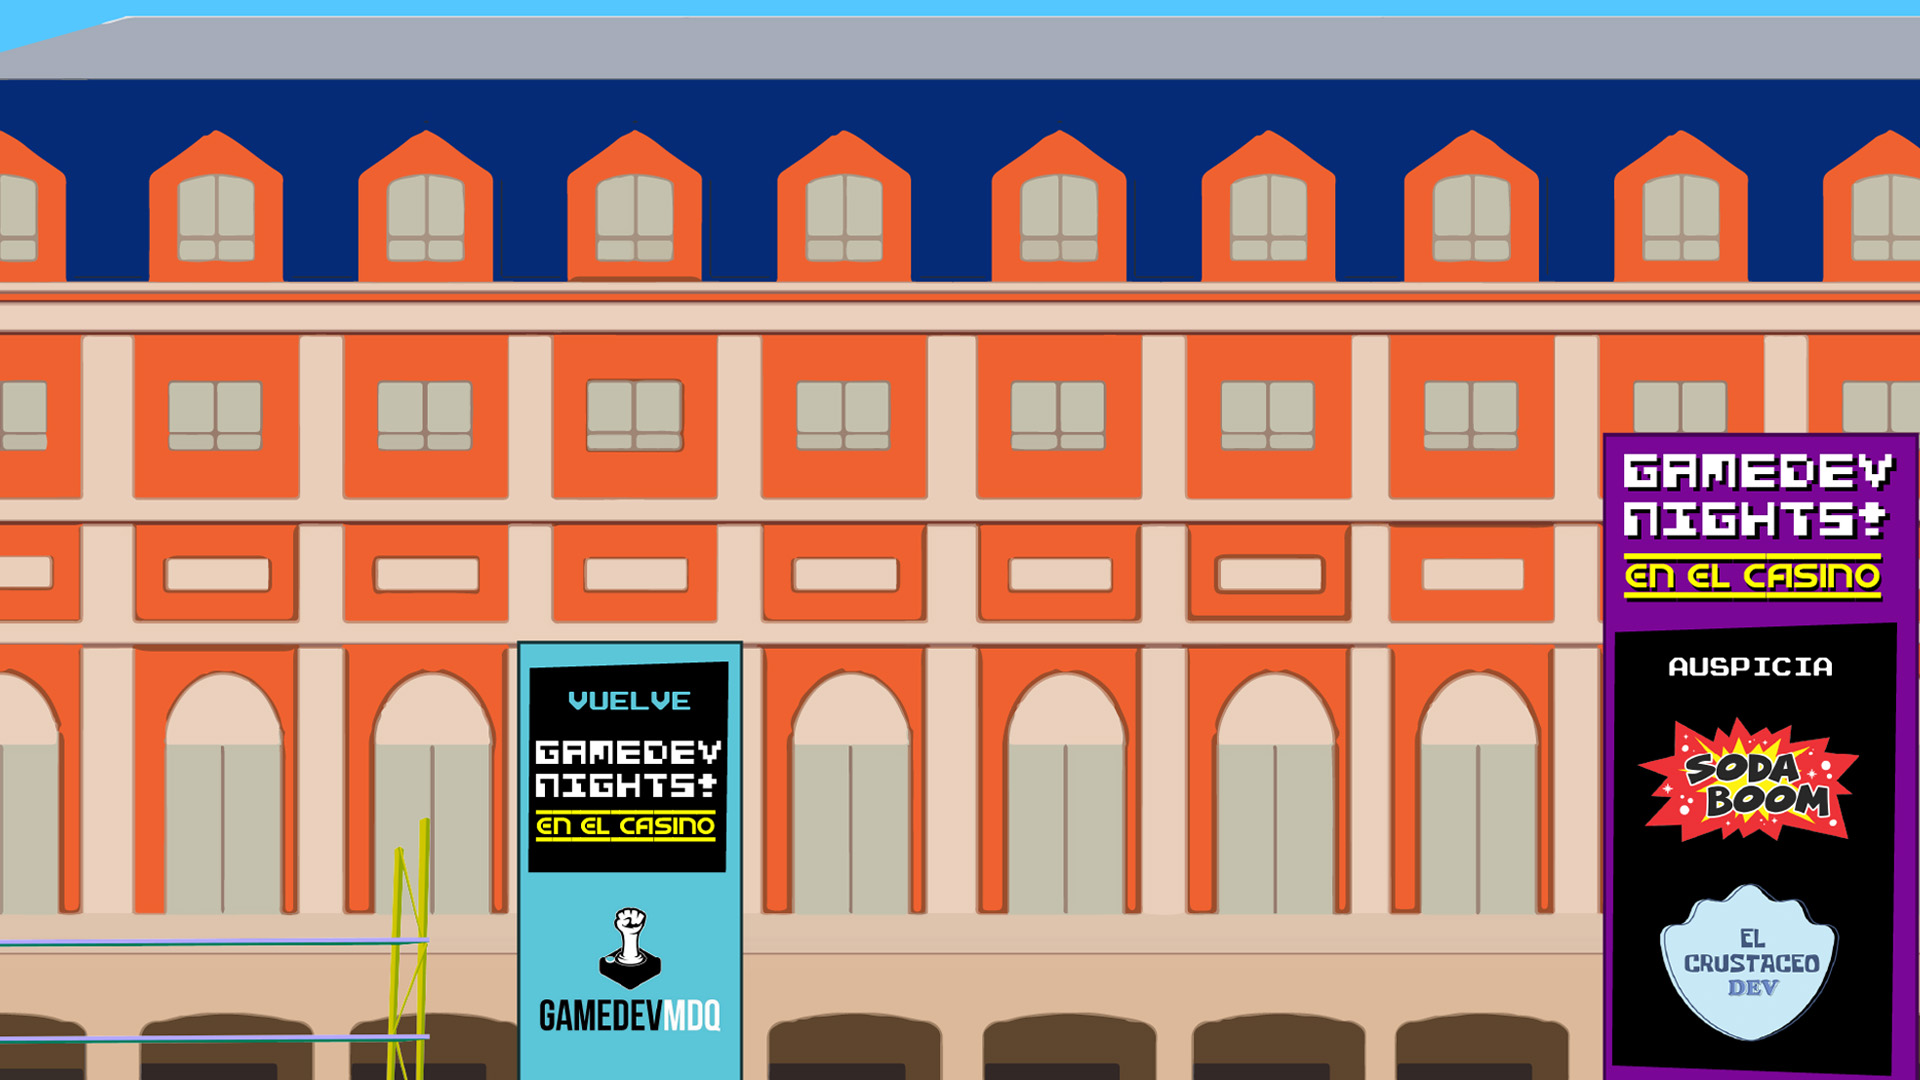 VUELVE
GAMEDEV
NIGHTS!
EN EL CASINO
GAMEDEVMDQ
GAMEDEV
NIGHTS!
EN EL CASINO
AUSPICIA
SODA
BOOM
EL
CRUSTACEO
DEV